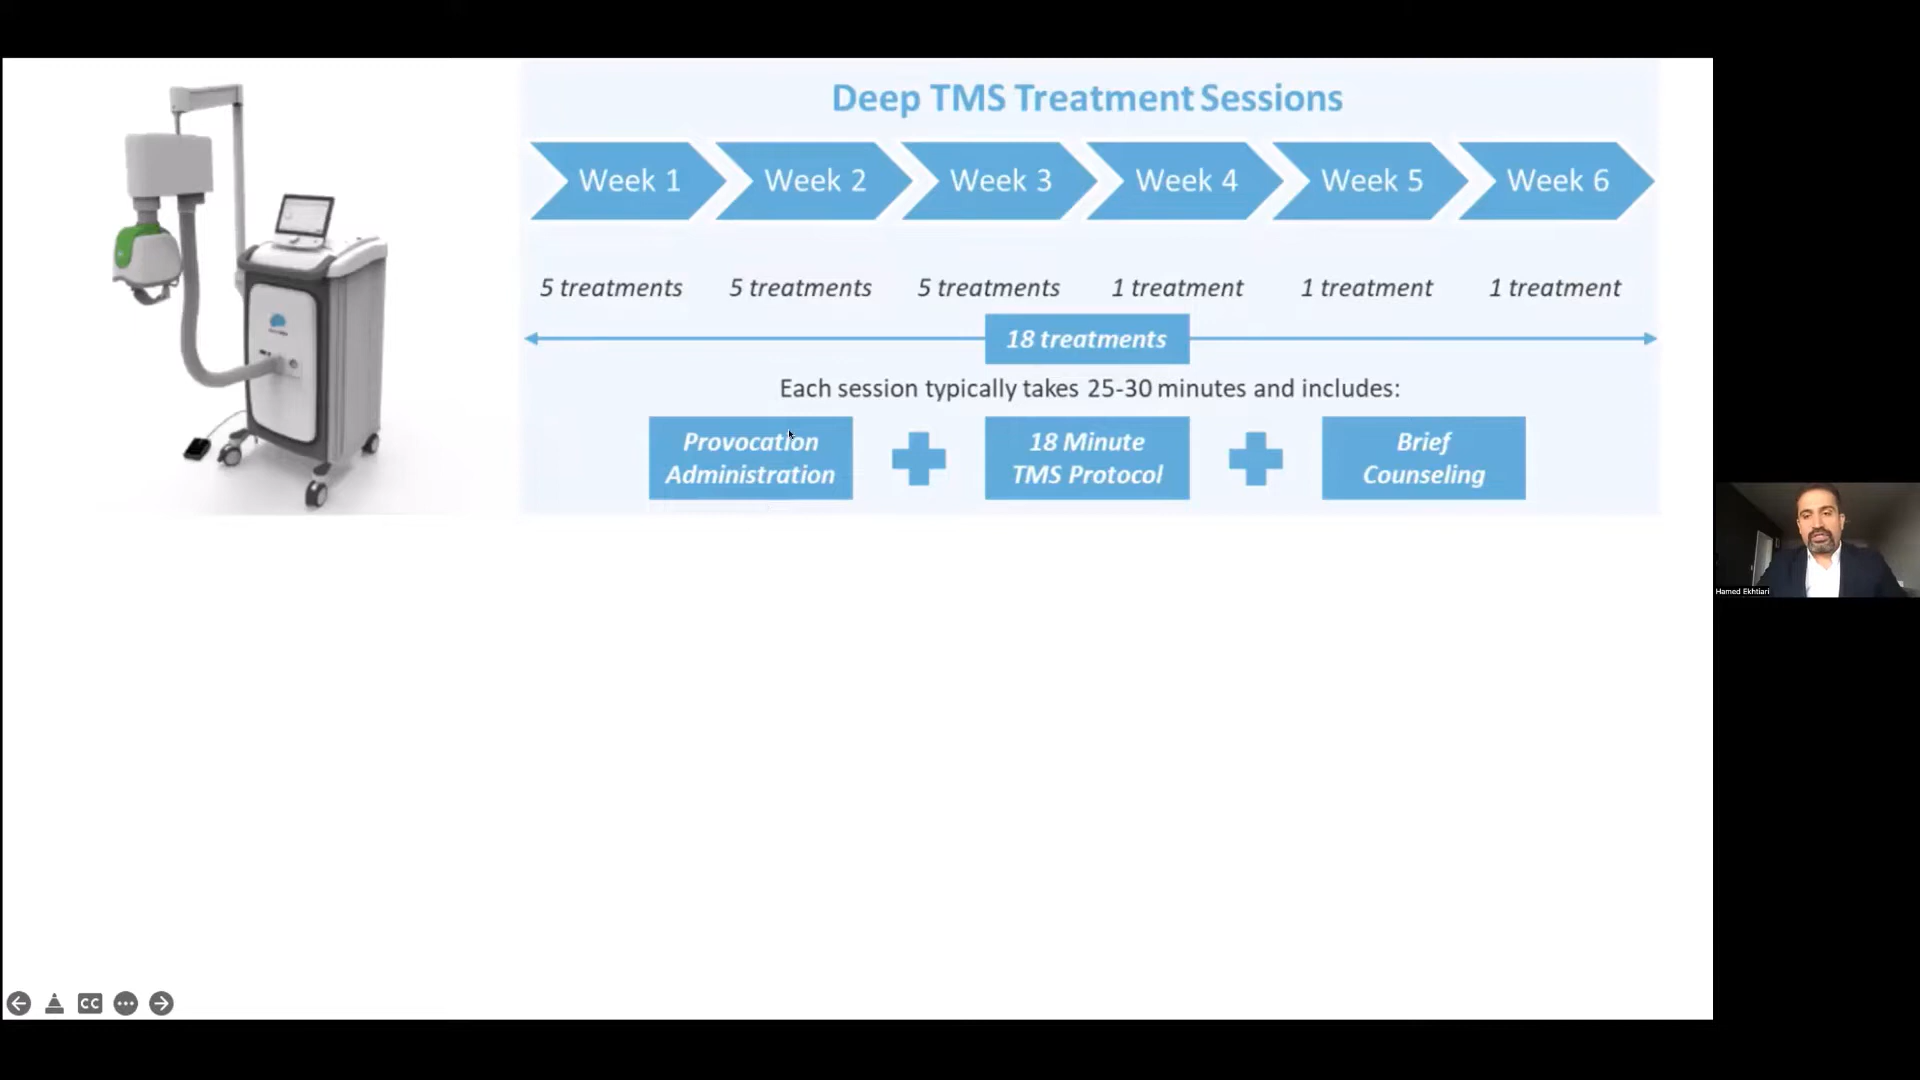 Deep TMS Treatment Sessions
Week 1
Week 2
Week 3
Week 4
Week 5
Week 6
5 treatments
5 treatments
5 treatments
1 treatment
1 treatment
1 treatment
18 treatments
Each session typically takes 25-30 minutes and includes:
Provocation
Administration
18 Minute
TMS Protocol
Brief
Counseling
Hamed Ekhtiari
CC